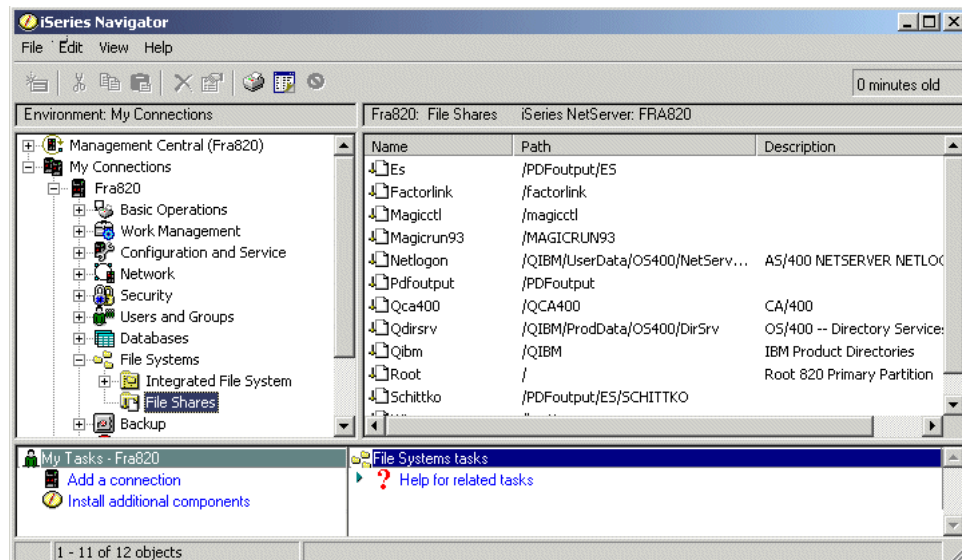 iSeries Navigator
File Edit View Help
0 minutes old
Environment: My Connections
Fra820: File Shares iSeries NetServer: FRA820
Management Central (Fra820)
My Connections
Fra820
Basic Operations
Work Management
Configuration and Service
Network
Security
Users and Groups
Databases
File Systems
Integrated File System
File Shares
Backup
Name Path Description
Es /PDFoutput/ES
Factorlink /factorlink
Magicctl /magicctl
Magicrun93 /MAGICRUN93
Netlogon /QIBM/UserData/OS400/NetServ... AS/400 NETSERVER
Pdfoutput /PDFoutput
Qca400 /QCA400 CA/400
Qdirsrv /QIBM/ProdData/OS400/DirSrv OS/400 -- Directory Services
Qibm /QIBM IBM Product Directories
Root / Root 820 Primary Partition
Schittko /PDFoutput/ES/SCHITTKO
My Tasks - Fra820
Add a connection
Install additional components
File Systems tasks
? Help for related tasks
1 - 11 of 12 objects